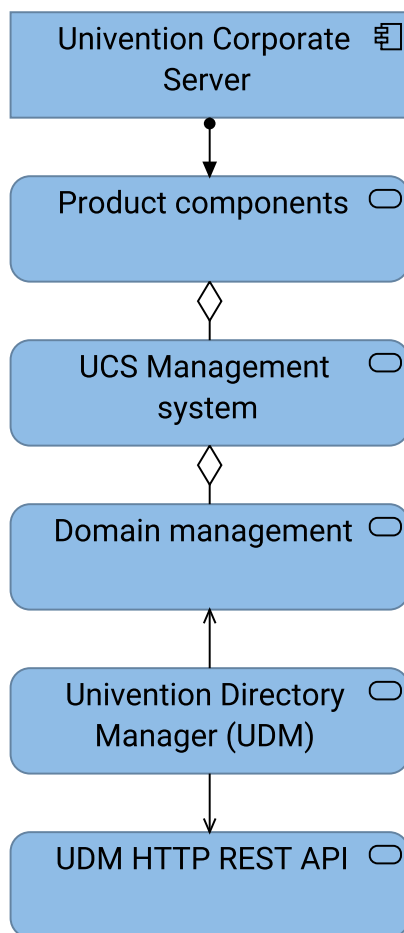 Univention Corporate
Server
Product components
UCS Management
system
Domain management
Univention Directory
Manager (UDM)
UDM HTTP REST API